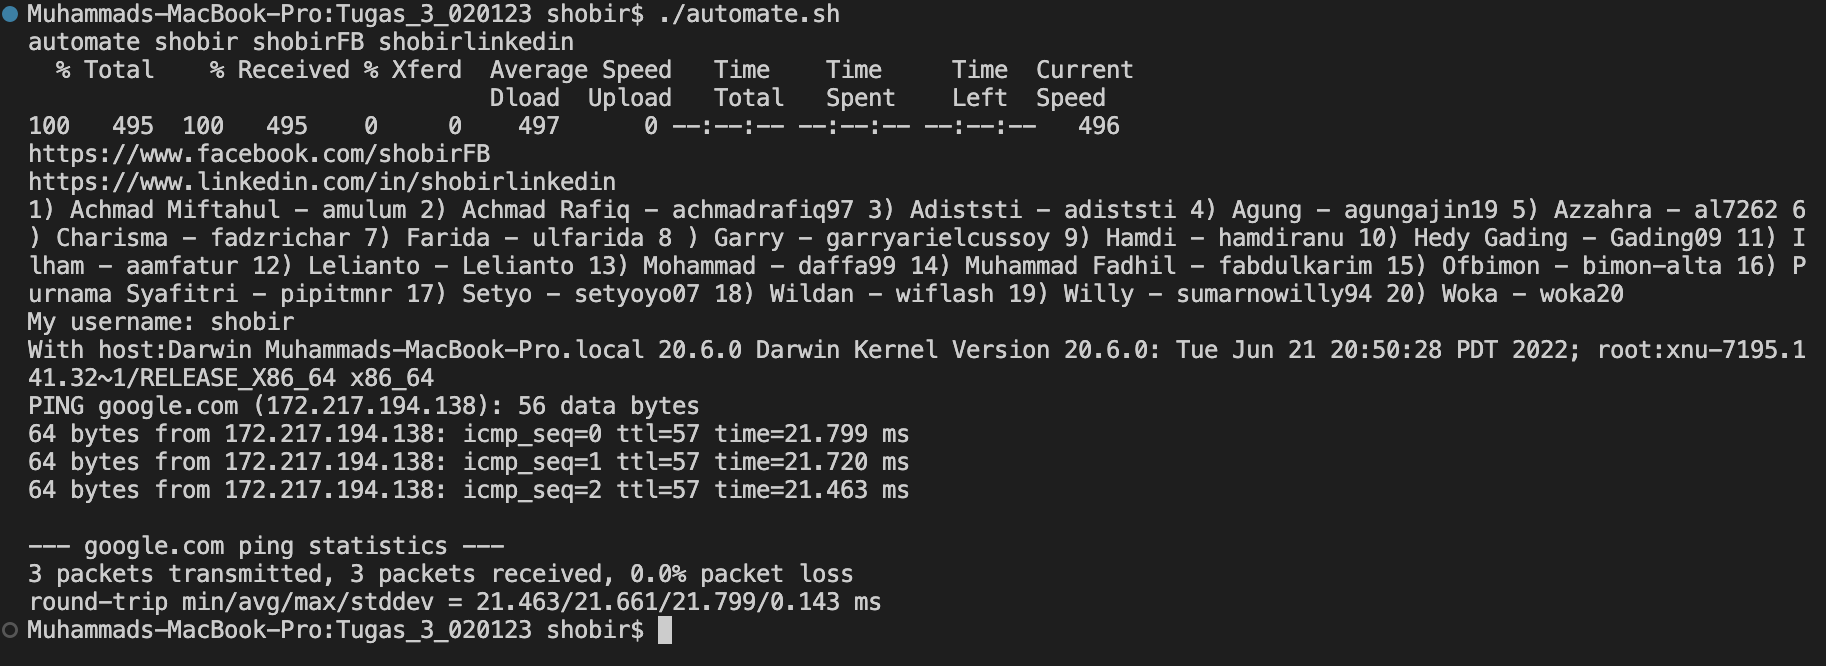 Muhammads-MacBook-Pro:Tugas_3_020123 shobir$ ./automate.sh
automate shobir shobirFB shobirlinkedin
  % Total    % Received % Xferd  Average Speed   Time    Time     Time  Current
                                 Dload  Upload   Total   Spent    Left  Speed
100   495  100   495    0     0    497      0 --:--:-- --:--:-- --:--:--   496
https://www.facebook.com/shobirFB
https://www.linkedin.com/in/shobirlinkedin
1) Achmad Miftahul - amulum 2) Achmad Rafiq - achmadrafiq97 3) Adiststi - adiststi 4) Agung - agungajin19 5) Azzahra - al7262 6
) Charisma - fadzrichar 7) Farida - ulfarida 8 ) Garry - garryarielcussoy 9) Hamdi - hamdiranu 10) Hedy Gading - Gading09 11) I
lham - aamfatur 12) Lelianto - Lelianto 13) Mohammad - daffa99 14) Muhammad Fadhil - fabdulkarim 15) Ofbimon - bimon-alta 16) P
urnama Syafitri - pipitmnr 17) Setyo - setyoyo07 18) Wildan - wiflash 19) Willy - sumarnowilly94 20) Woka - woka20
My username: shobir
With host:Darwin Muhammads-MacBook-Pro.local 20.6.0 Darwin Kernel Version 20.6.0: Tue Jun 21 20:50:28 PDT 2022; root:xnu-7195.1
41.32~1/RELEASE_X86_64 x86_64
PING google.com (172.217.194.138): 56 data bytes
64 bytes from 172.217.194.138: icmp_seq=0 ttl=57 time=21.799 ms
64 bytes from 172.217.194.138: icmp_seq=1 ttl=57 time=21.720 ms
64 bytes from 172.217.194.138: icmp_seq=2 ttl=57 time=21.463 ms

--- google.com ping statistics ---
3 packets transmitted, 3 packets received, 0.0% packet loss
round-trip min/avg/max/stddev = 21.463/21.661/21.799/0.143 ms
Muhammads-MacBook-Pro:Tugas_3_020123 shobir$